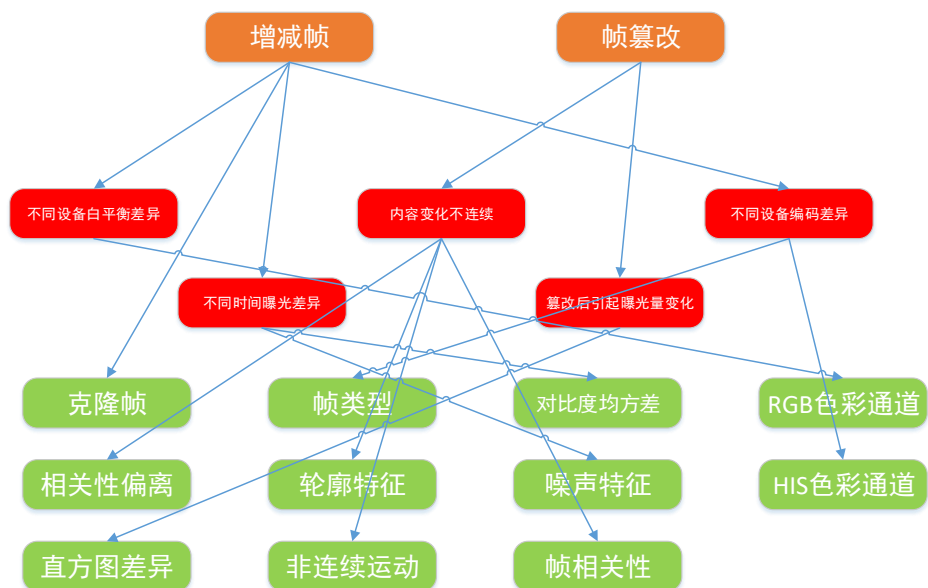 增减帧
帧篡改
不同设备白平衡差异
内容变化不连续
不同设备编码差异
不同时间曝光差异
篡改后引起曝光量变化
克隆帧
帧类型
对比度均方差
RGB色彩通道
相关性偏离
轮廓特征
噪声特征
HIS色彩通道
直方图差异
非连续运动
帧相关性